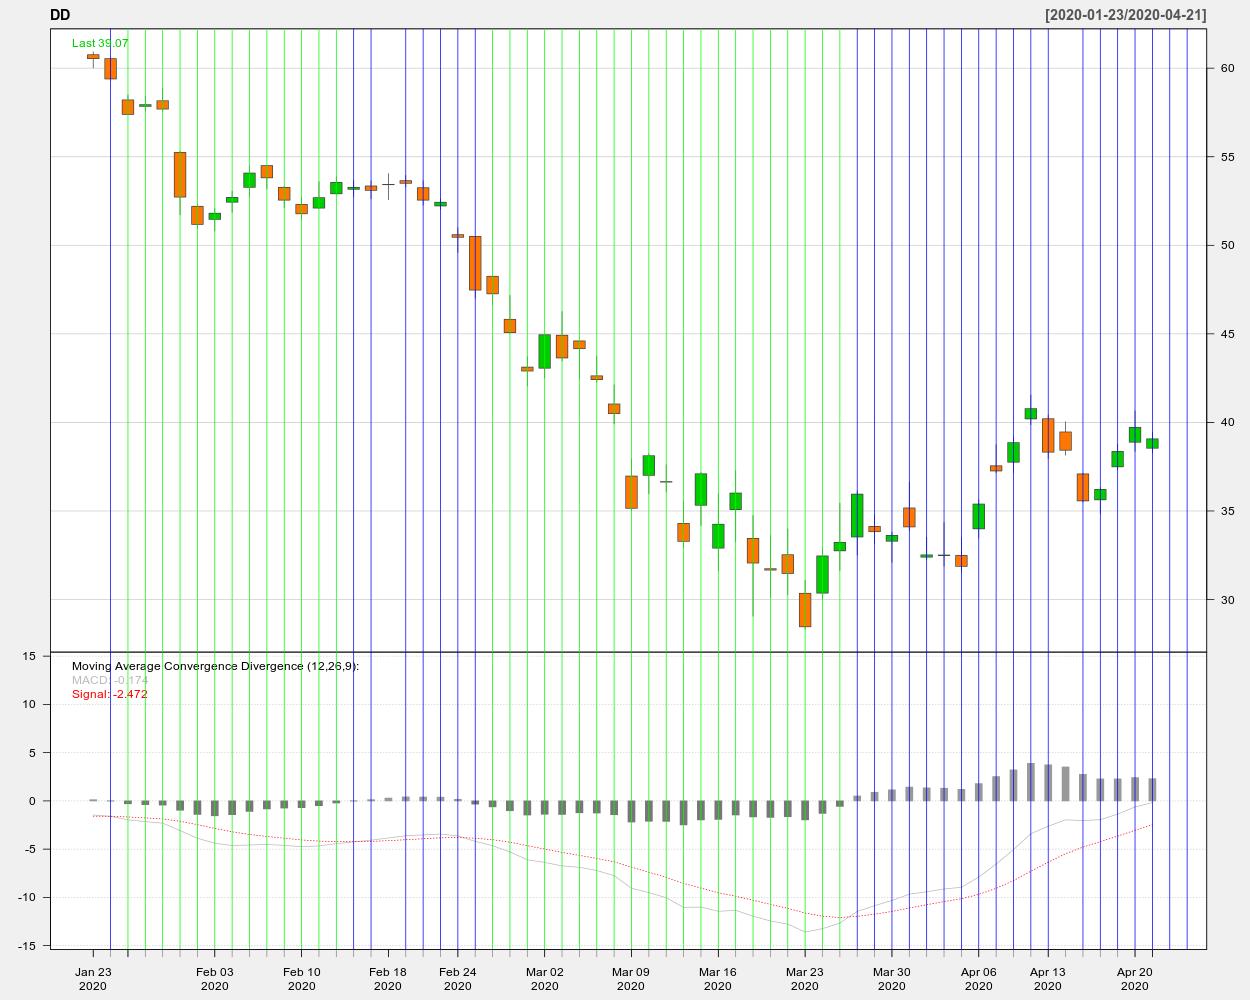 DD [2020-01-23/2020-04-21]
Last 39.07
60
55
50
45
40
35
30
Moving Average Convergence Divergence (12,26,9):
MACD: -0.174
Signal: -2.472
15
10
5
0
-5
-10
-15
Jan 23 Feb 03 Feb 10 Feb 18 Feb 24 Mar 02 Mar 09 Mar 16 Mar 23 Mar 30 Apr 06 Apr 13 Apr 20
2020 2020 2020 2020 2020 2020 2020 2020 2020 2020 2020 2020 2020